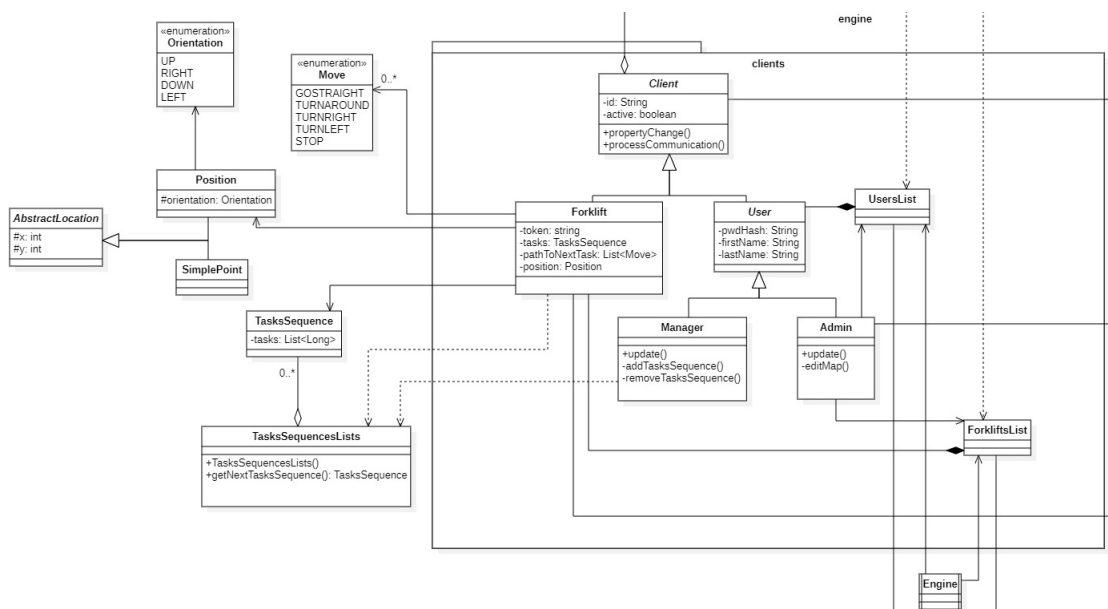 engine
clients
«enumeration»
Orientation
UP
RIGHT
DOWN
LEFT
«enumeration»
Move
GOSTRAIGHT
TURNAROUND
TURNRIGHT
TURNLEFT
STOP
0..*
Client
-id: String
-active: boolean
+propertyChange()
+processCommunication()
Position
#orientation: Orientation
AbstractLocation
#x: int
#y: int
SimplePoint
Forklift
-token: string
-tasks: TasksSequence
-pathToNextTask: List<Move>
-position: Position
User
-pwdHash: String
-firstName: String
-lastName: String
UsersList
TasksSequence
-tasks: List<Long>
0..*
Manager
+update()
-addTasksSequence()
-removeTasksSequence()
Admin
+update()
-editMap()
TasksSequencesLists
+TasksSequencesLists()
+getNextTasksSequence(): TasksSequence
ForkliftsList
Engine